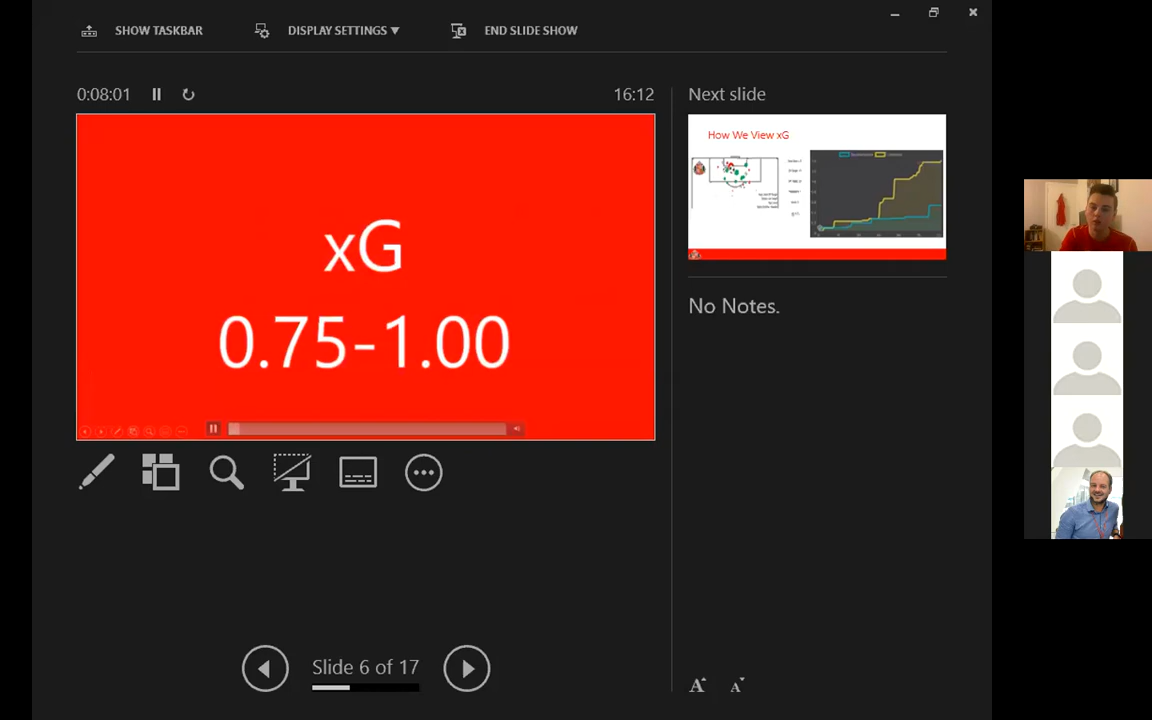 SHOW TASKBAR
DISPLAY SETTINGS ▼
END SLIDE SHOW
0:08:01
16:12
Next slide
xG
0.75-1.00
How We View xG
No Notes.
Slide 6 of 17
A
A